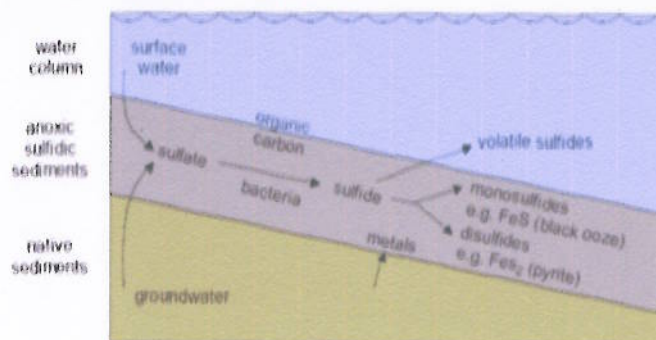 water
column
surface
water
anoxic
sulfidic
sediments
organic
carbon
volatile sulfides
sulfate
bacteria
sulfide
monosulfides
e.g. FeS (black ooze)
disulfides
e.g. Fes₂ (pyrite)
native
sediments
metals
groundwater